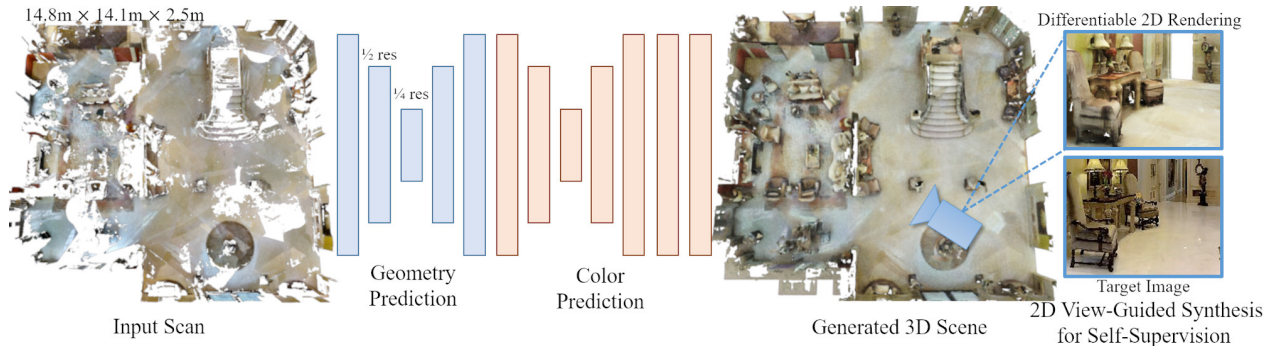 14.8m × 14.1m × 2.5m
½ res
¼ res
Geometry
Prediction
Color
Prediction
Input Scan
Generated 3D Scene
Differentiable 2D Rendering
Target Image
2D View-Guided Synthesis
for Self-Supervision